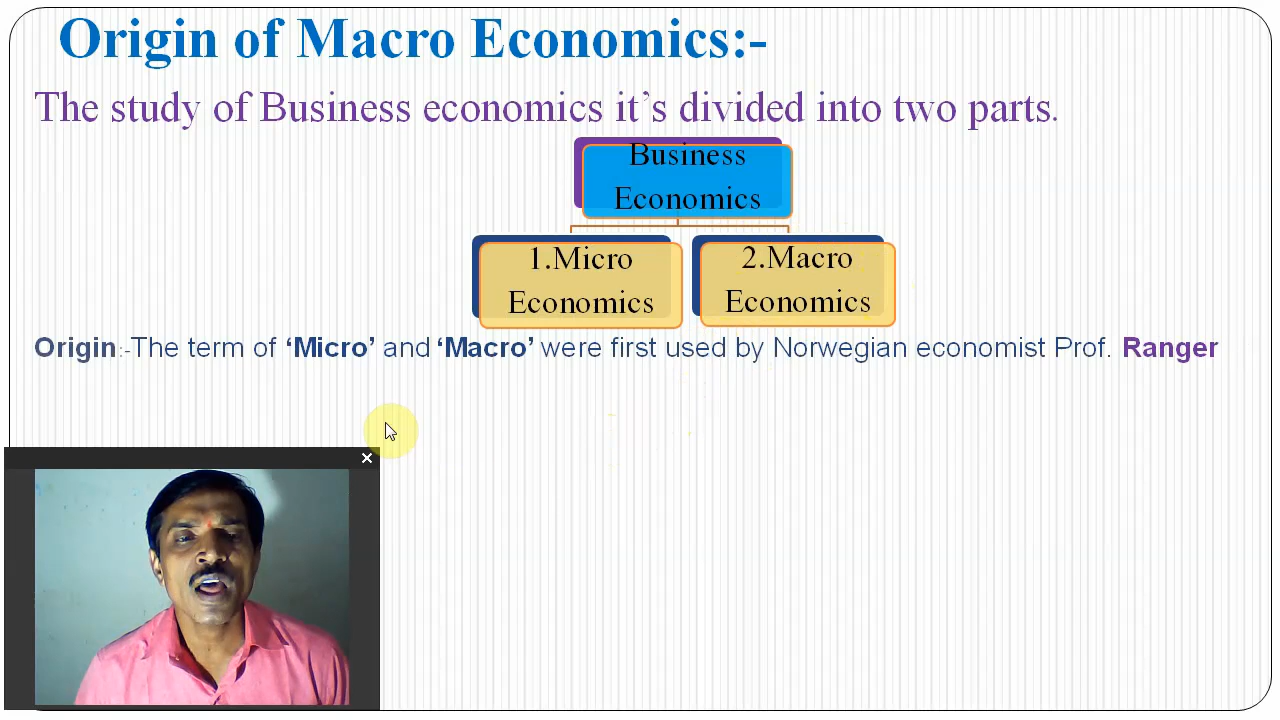 Origin of Macro Economics:-
The study of Business economics it’s divided into two parts.
Business
Economics
1.Micro
Economics
2.Macro
Economics
Origin:-The term of ‘Micro’ and ‘Macro’ were first used by Norwegian economist Prof. Ranger